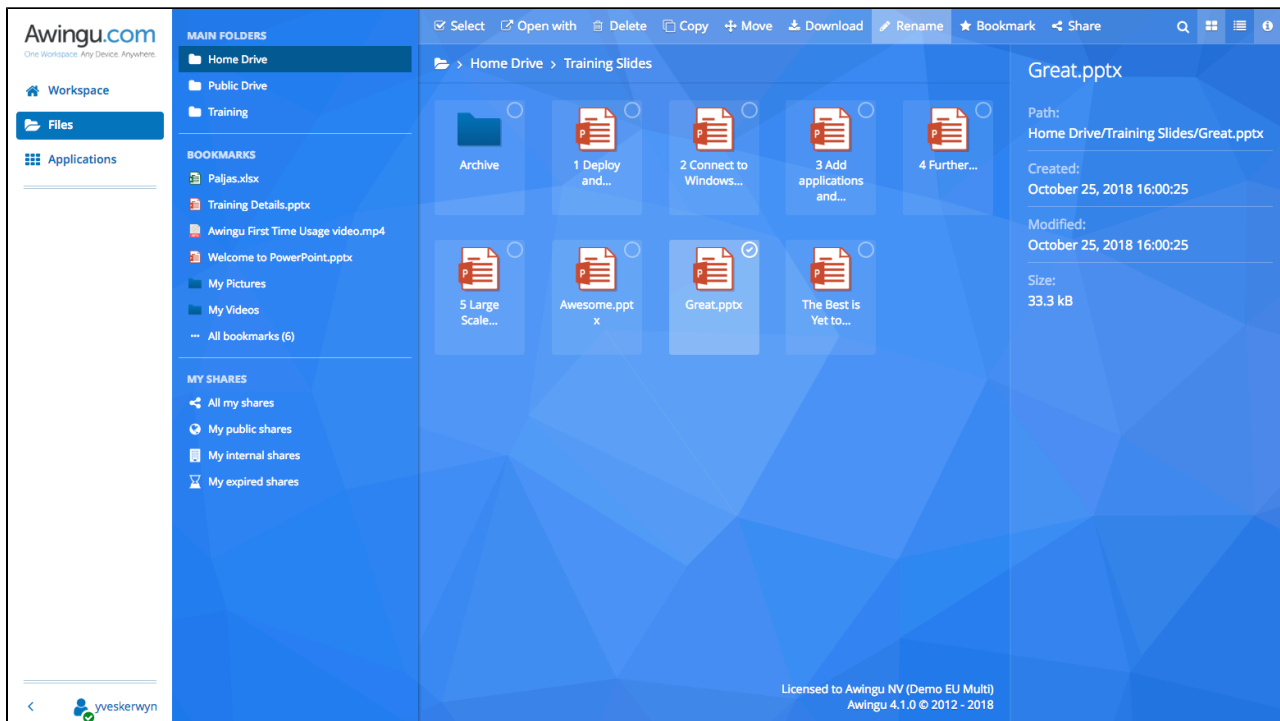 Awingu.com
One Workspace. Any Device. Anywhere.
Workspace
Files
Applications
yveskerwyn
MAIN FOLDERS
Home Drive
Public Drive
Training
BOOKMARKS
Paljas.xlsx
Training Details.pptx
Awingu First Time Usage video.mp4
Welcome to PowerPoint.pptx
My Pictures
My Videos
All bookmarks (6)
MY SHARES
All my shares
My public shares
My internal shares
My expired shares
Select Open with Delete Copy Move Download Rename Bookmark Share
> Home Drive > Training Slides
Archive
1 Deploy
and...
2 Connect to
Windows...
3 Add
applications
and...
4 Further...
5 Large
Scale...
Awesome.ppt
x
Great.pptx
The Best is
Yet to...
Great.pptx
Path:
Home Drive/Training Slides/Great.pptx
Created:
October 25, 2018 16:00:25
Modified:
October 25, 2018 16:00:25
Size:
33.3 kB
Licensed to Awingu NV (Demo EU Multi)
Awingu 4.1.0 © 2012 - 2018